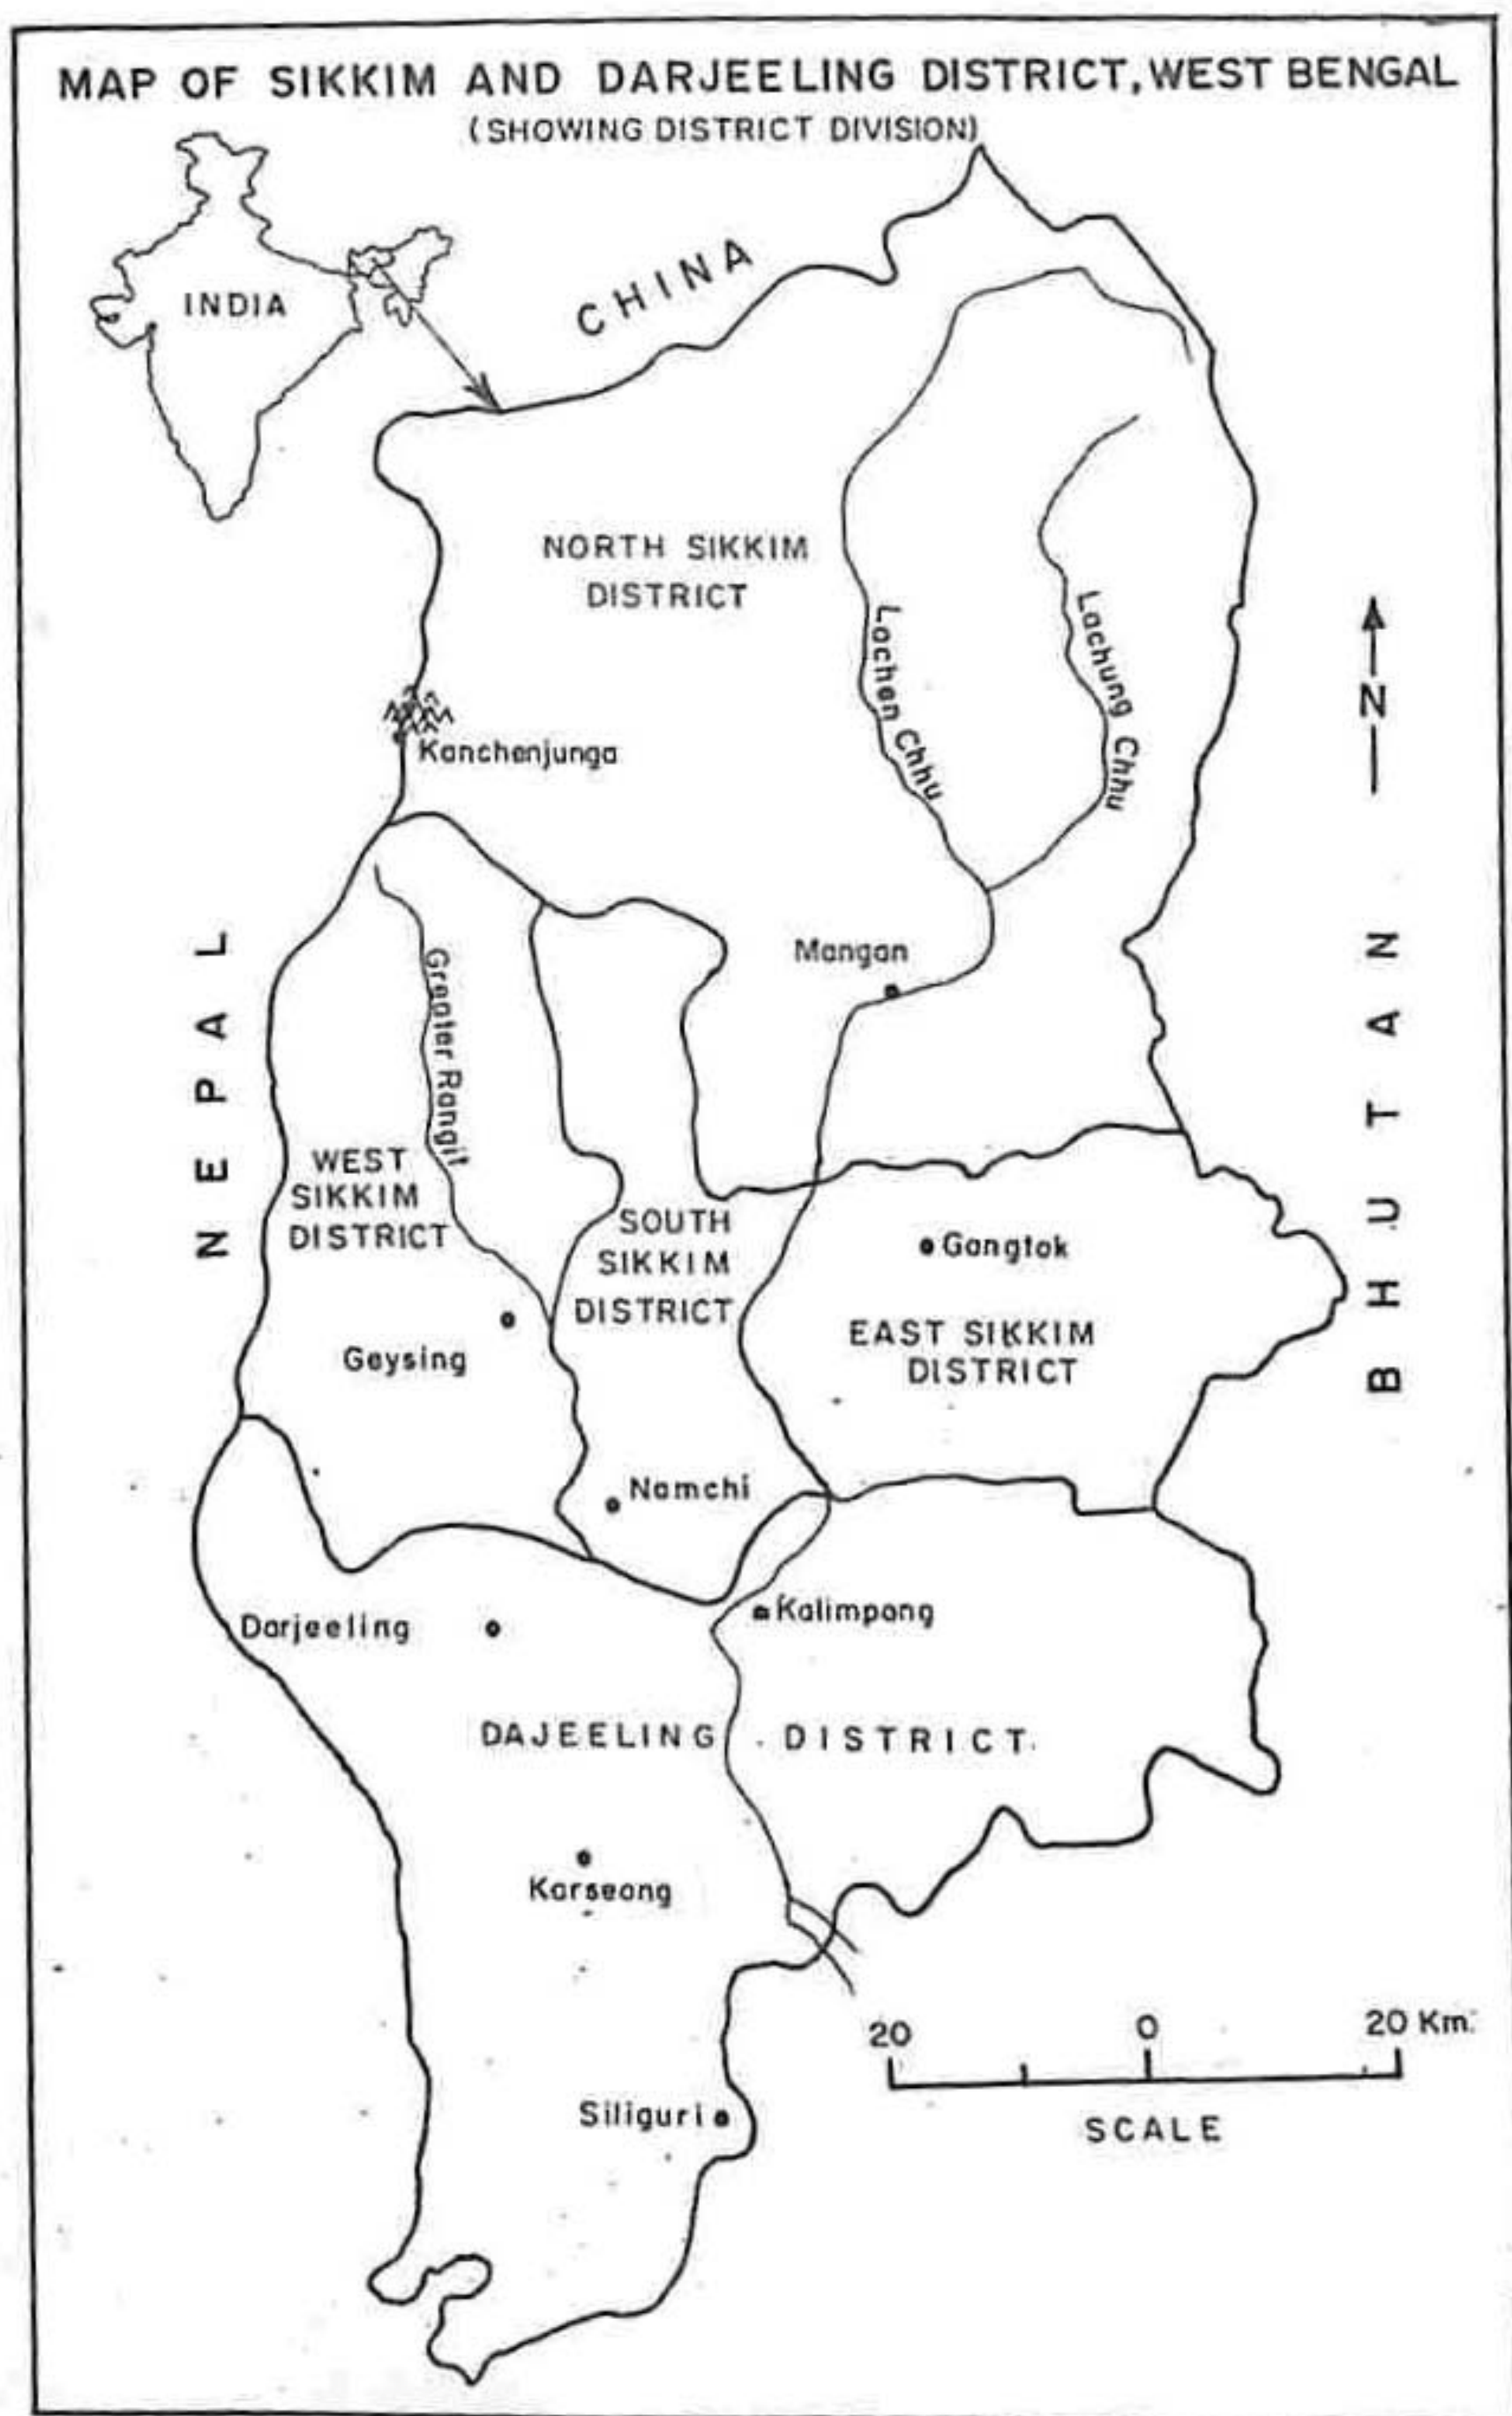 MAP OF SIKKIM AND DARJEELING DISTRICT, WEST BENGAL
(SHOWING DISTRICT DIVISION)
INDIA
CHINA
NORTH SIKKIM
DISTRICT
Lachen Chhu
Lachung Chhu
N
Kanchenjunga
NEPAL
BHUTAN
Mangan
Greater Rangit
WEST
SIKKIM
DISTRICT
SOUTH
SIKKIM
DISTRICT
Gangtok
EAST SIKKIM
DISTRICT
Geysing
Namchi
Darjeeling
Kalimpong
DAJEELING DISTRICT
Karseong
20 0 20 Km.
SCALE
Siliguri